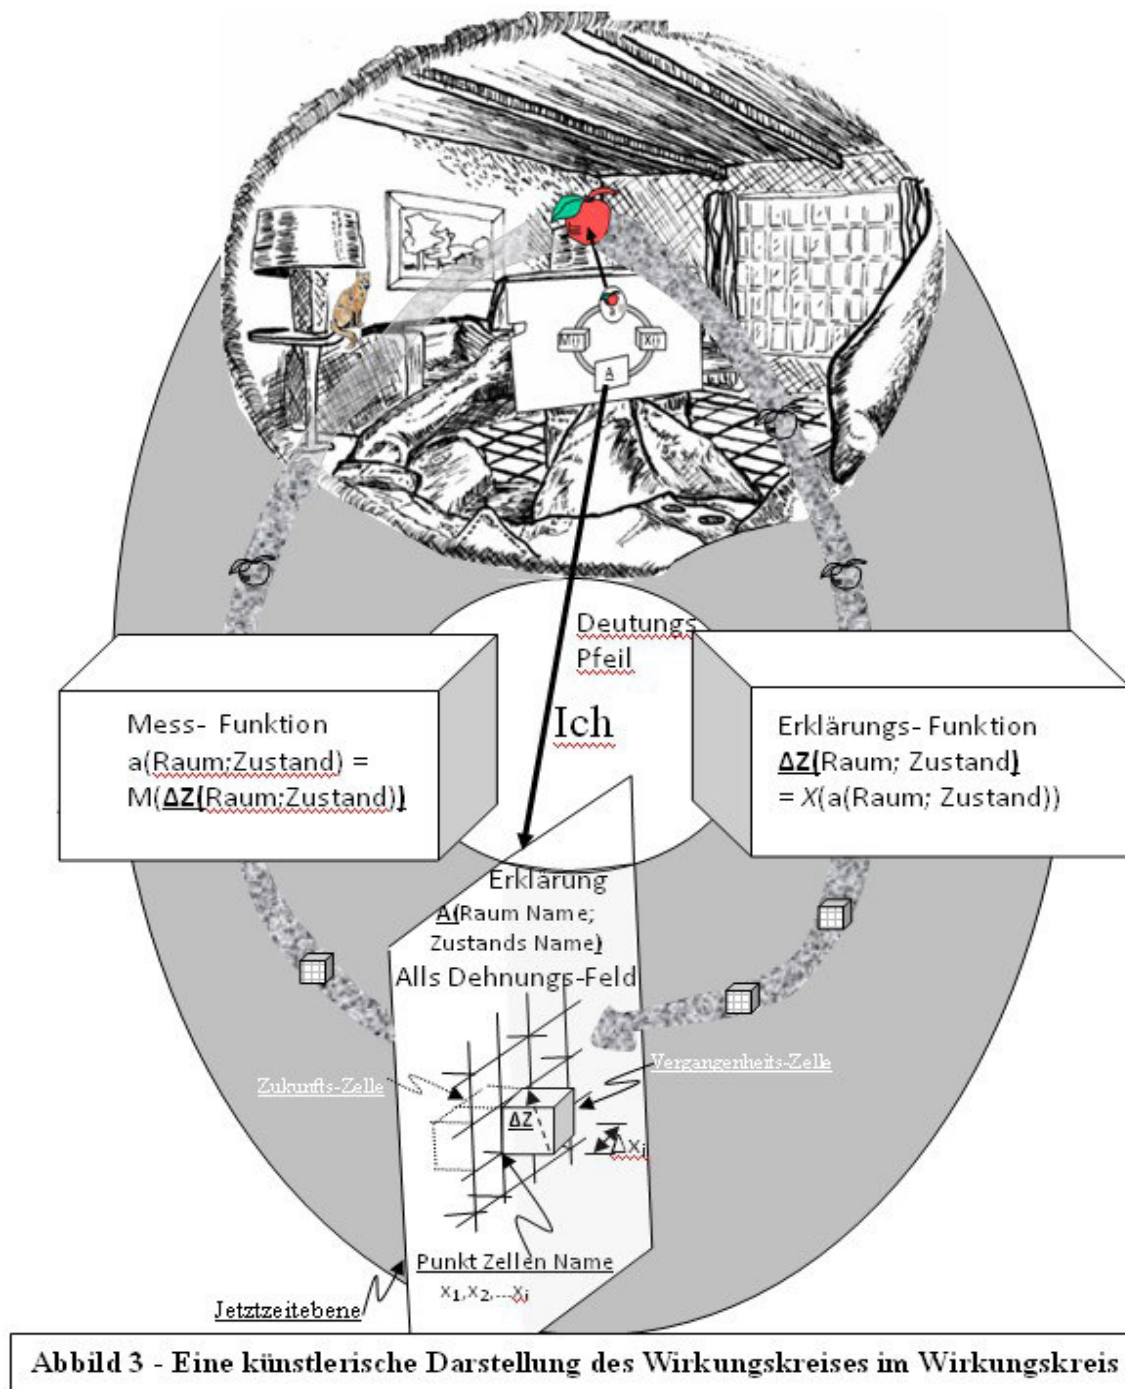 M()
X()
A
Deutungs
Pfeil
Ich
Mess- Funktion
a(Raum;Zustand) =
M(ΔZ(Raum;Zustand))
Erklärungs- Funktion
ΔZ(Raum; Zustand)
= X(a(Raum; Zustand))
Erklärung
A(Raum Name;
Zustands Name)
Alls Dehnungs-Feld
Zukunfts-Zelle
Vergangenheits-Zelle
ΔZ
Δxᵢ
Punkt Zellen Name
x₁,x₂,...xᵢ
Jetztzeitebene
Abbild 3 - Eine künstlerische Darstellung des Wirkungskreises im Wirkungskreis